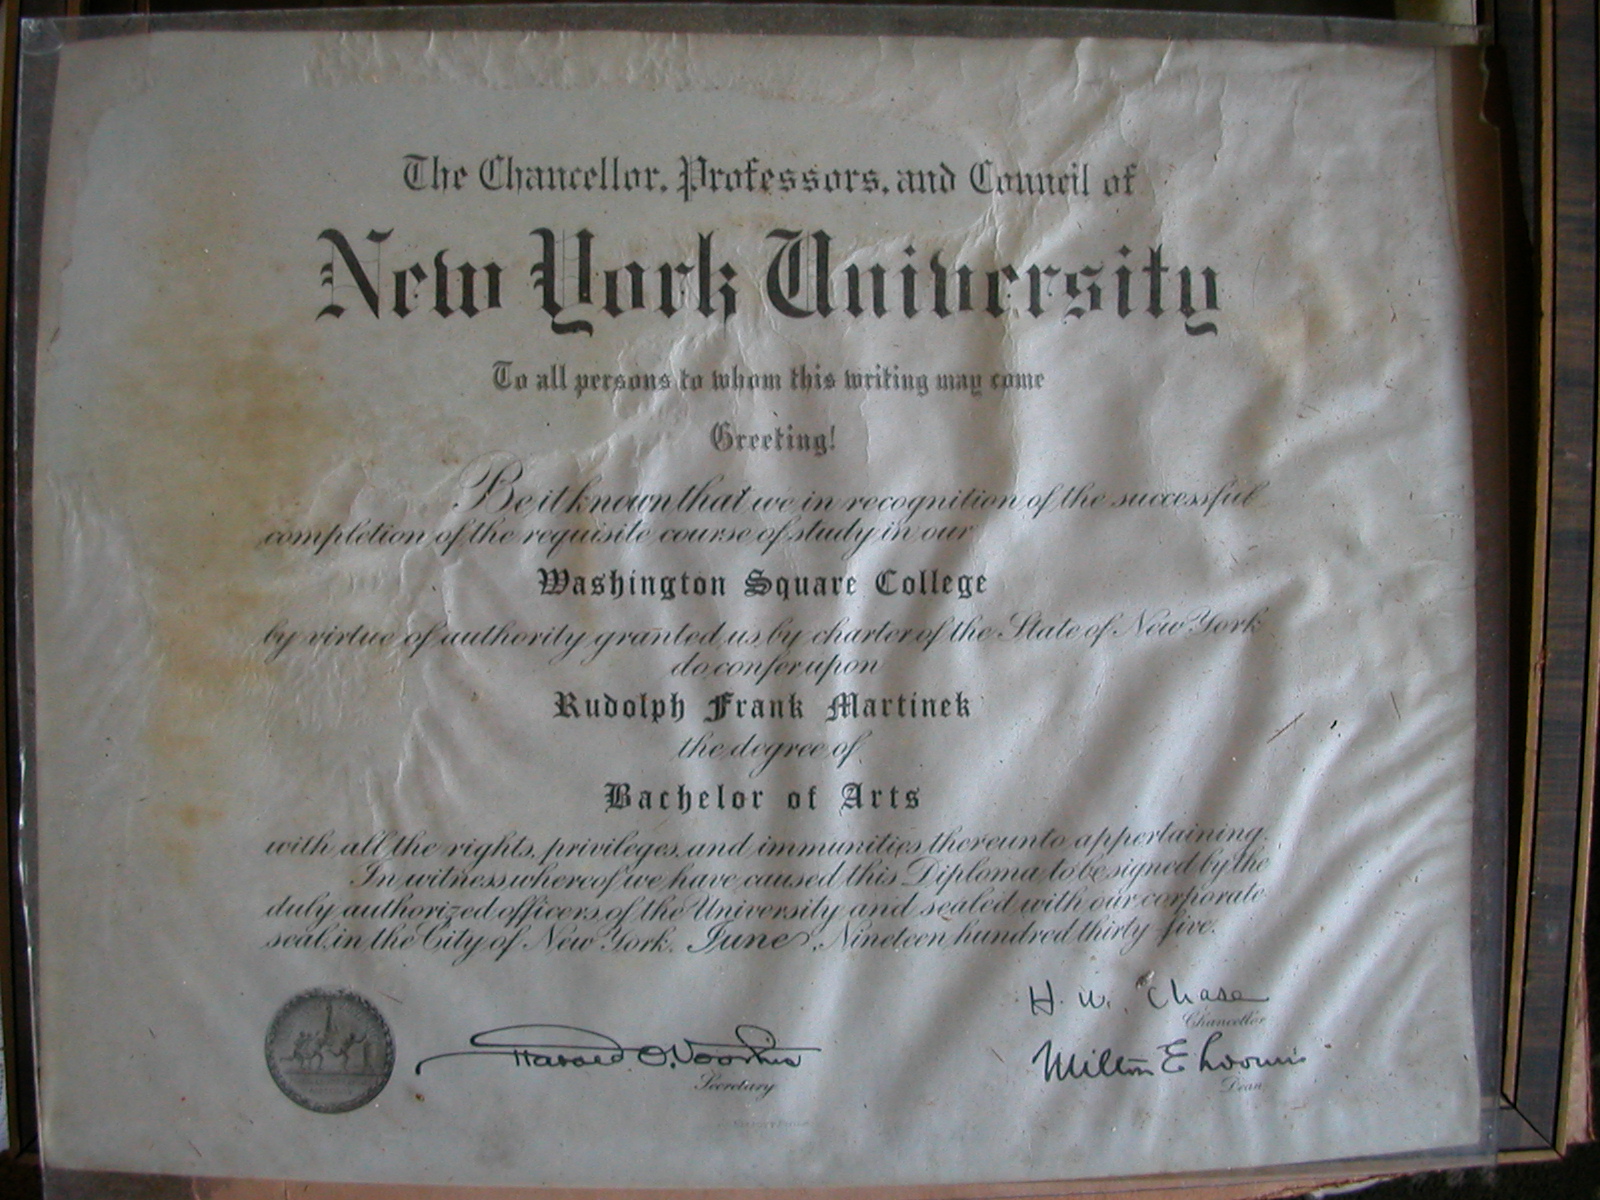 The Chancellor, Professors, and Council of
New York University
To all persons to whom this writing may come
Greeting!
Be it known that we in recognition of the successful
completion of the requisite course of study in our
Washington Square College
by virtue of authority granted us by charter of the State of New York
do confer upon
Rudolph Frank Martinek
the degree of
Bachelor of Arts
with all the rights, privileges, and immunities thereunto appertaining.
In witness whereof we have caused this Diploma to be signed by the
duly authorized officers of the University and sealed with our corporate
seal, in the City of New York, June, Nineteen hundred thirty-five.
H. W. Chase
Chancellor
Harold O. Voorhis
Secretary
Milton E Loomis
Dean